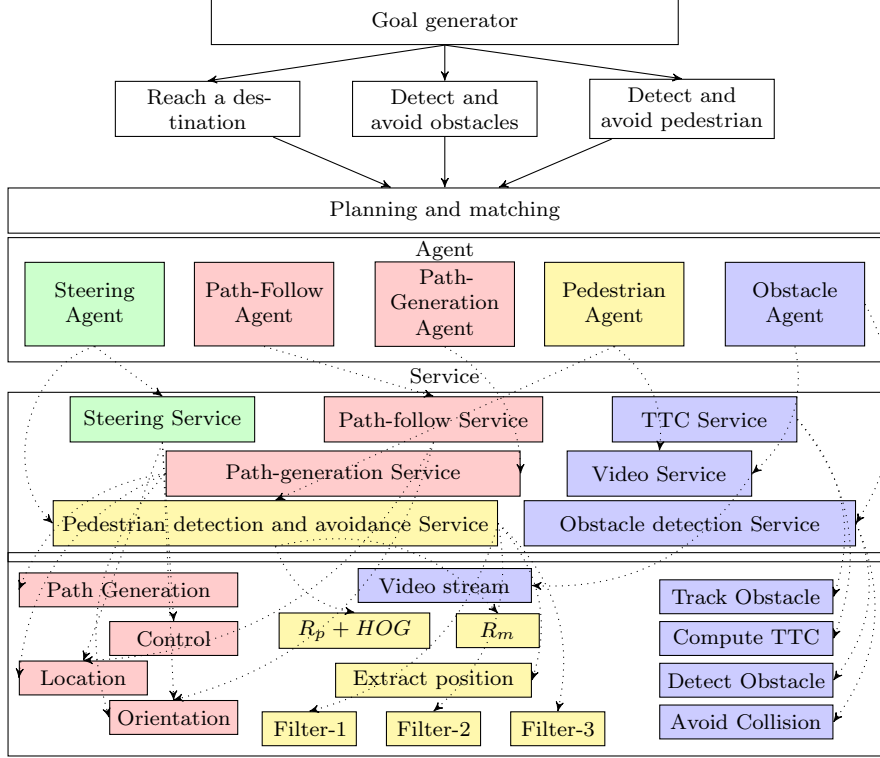 Goal generator
Reach a des-
tination
Detect and
avoid obstacles
Detect and
avoid pedestrian
Planning and matching
Agent
Steering
Agent
Path-Follow
Agent
Path-
Generation
Agent
Pedestrian
Agent
Obstacle
Agent
Service
Steering Service
Path-follow Service
TTC Service
Path-generation Service
Video Service
Pedestrian detection and avoidance Service
Obstacle detection Service
Path Generation
Video stream
Track Obstacle
Control
R_p + HOG
R_m
Compute TTC
Location
Extract position
Detect Obstacle
Orientation
Filter-1
Filter-2
Filter-3
Avoid Collision